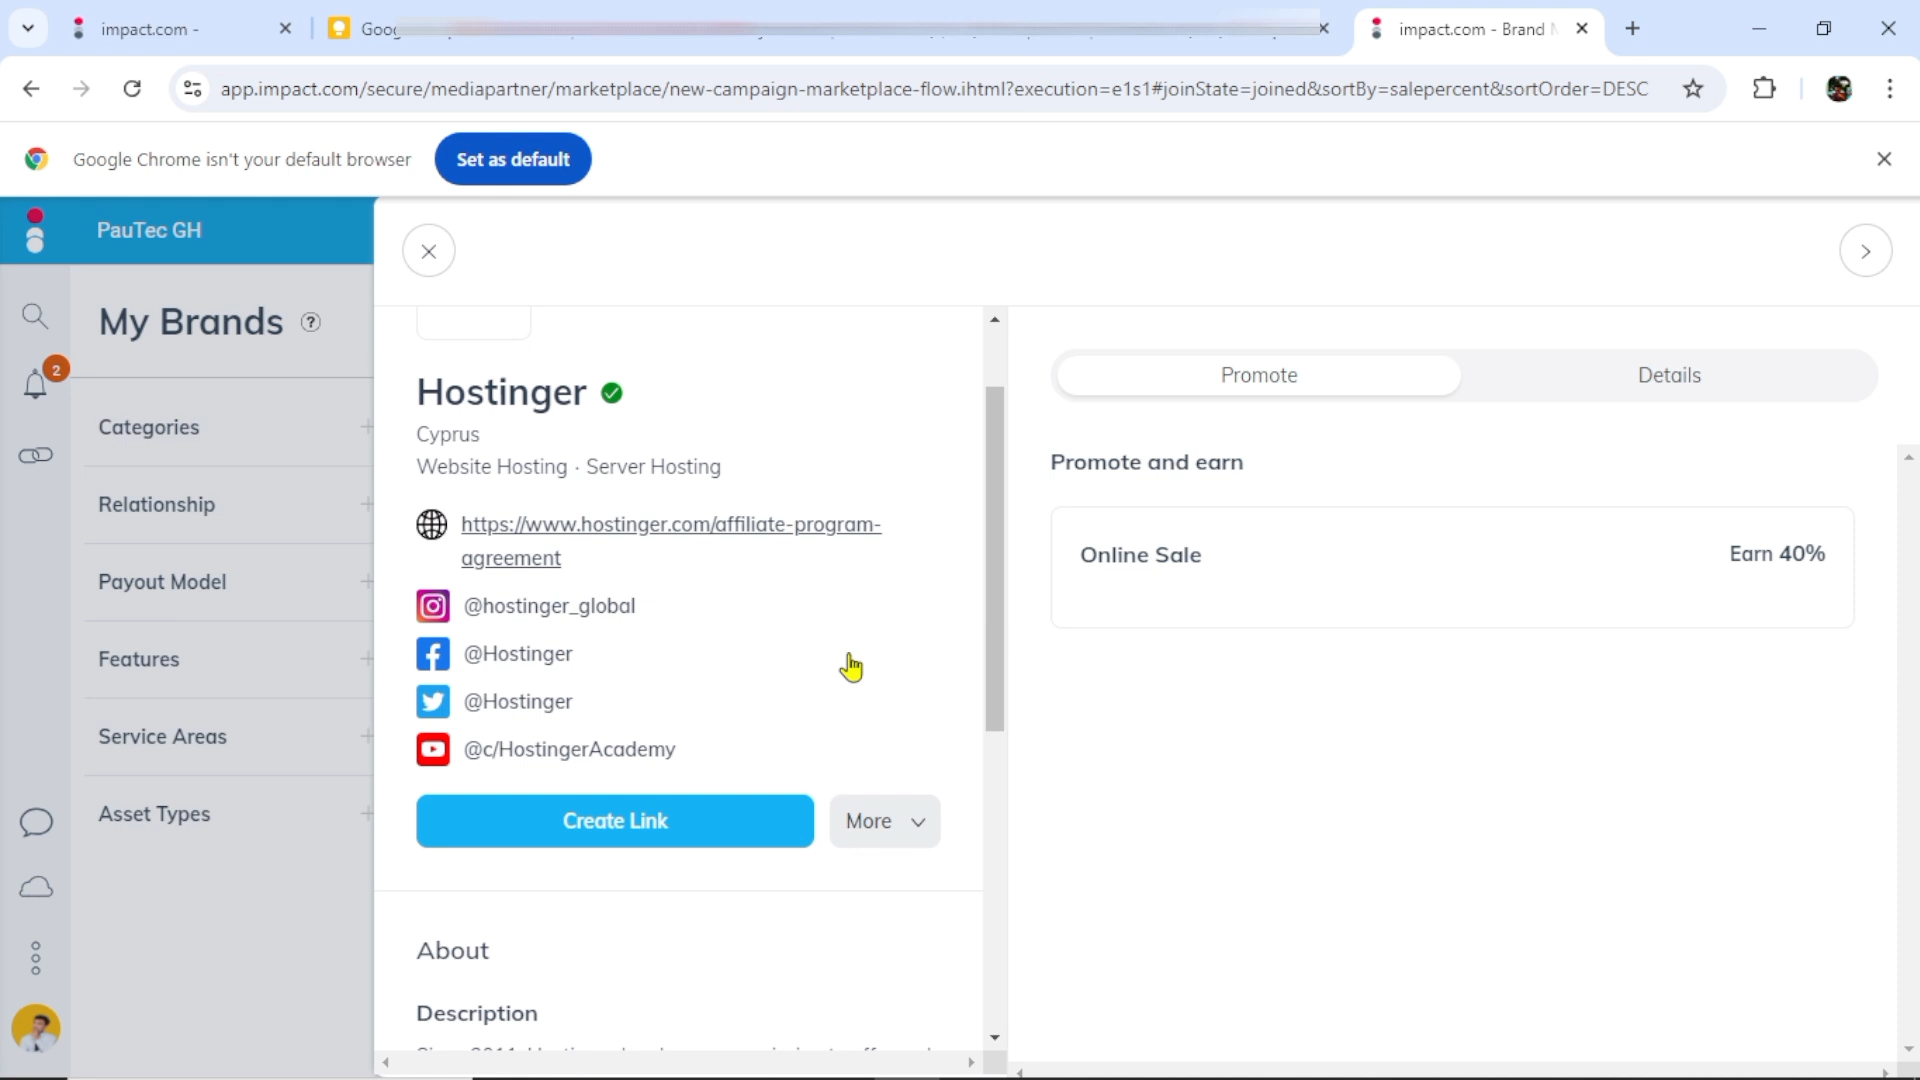 impact.com -
impact.com - Brand
app.impact.com/secure/mediapartner/marketplace/new-campaign-marketplace-flow.ihtml?execution=e1s1#joinState=joined&sortBy=salepercent&sortOrder=DESC
Google Chrome isn't your default browser
Set as default
PauTec GH
My Brands ?
2
Categories +
Relationship +
Payout Model +
Features +
Service Areas +
Asset Types +
Hostinger
Cyprus
Website Hosting · Server Hosting
https://www.hostinger.com/affiliate-program-
agreement
@hostinger_global
@Hostinger
@Hostinger
@c/HostingerAcademy
Create Link
More
About
Description
Promote
Details
Promote and earn
Online Sale
Earn 40%